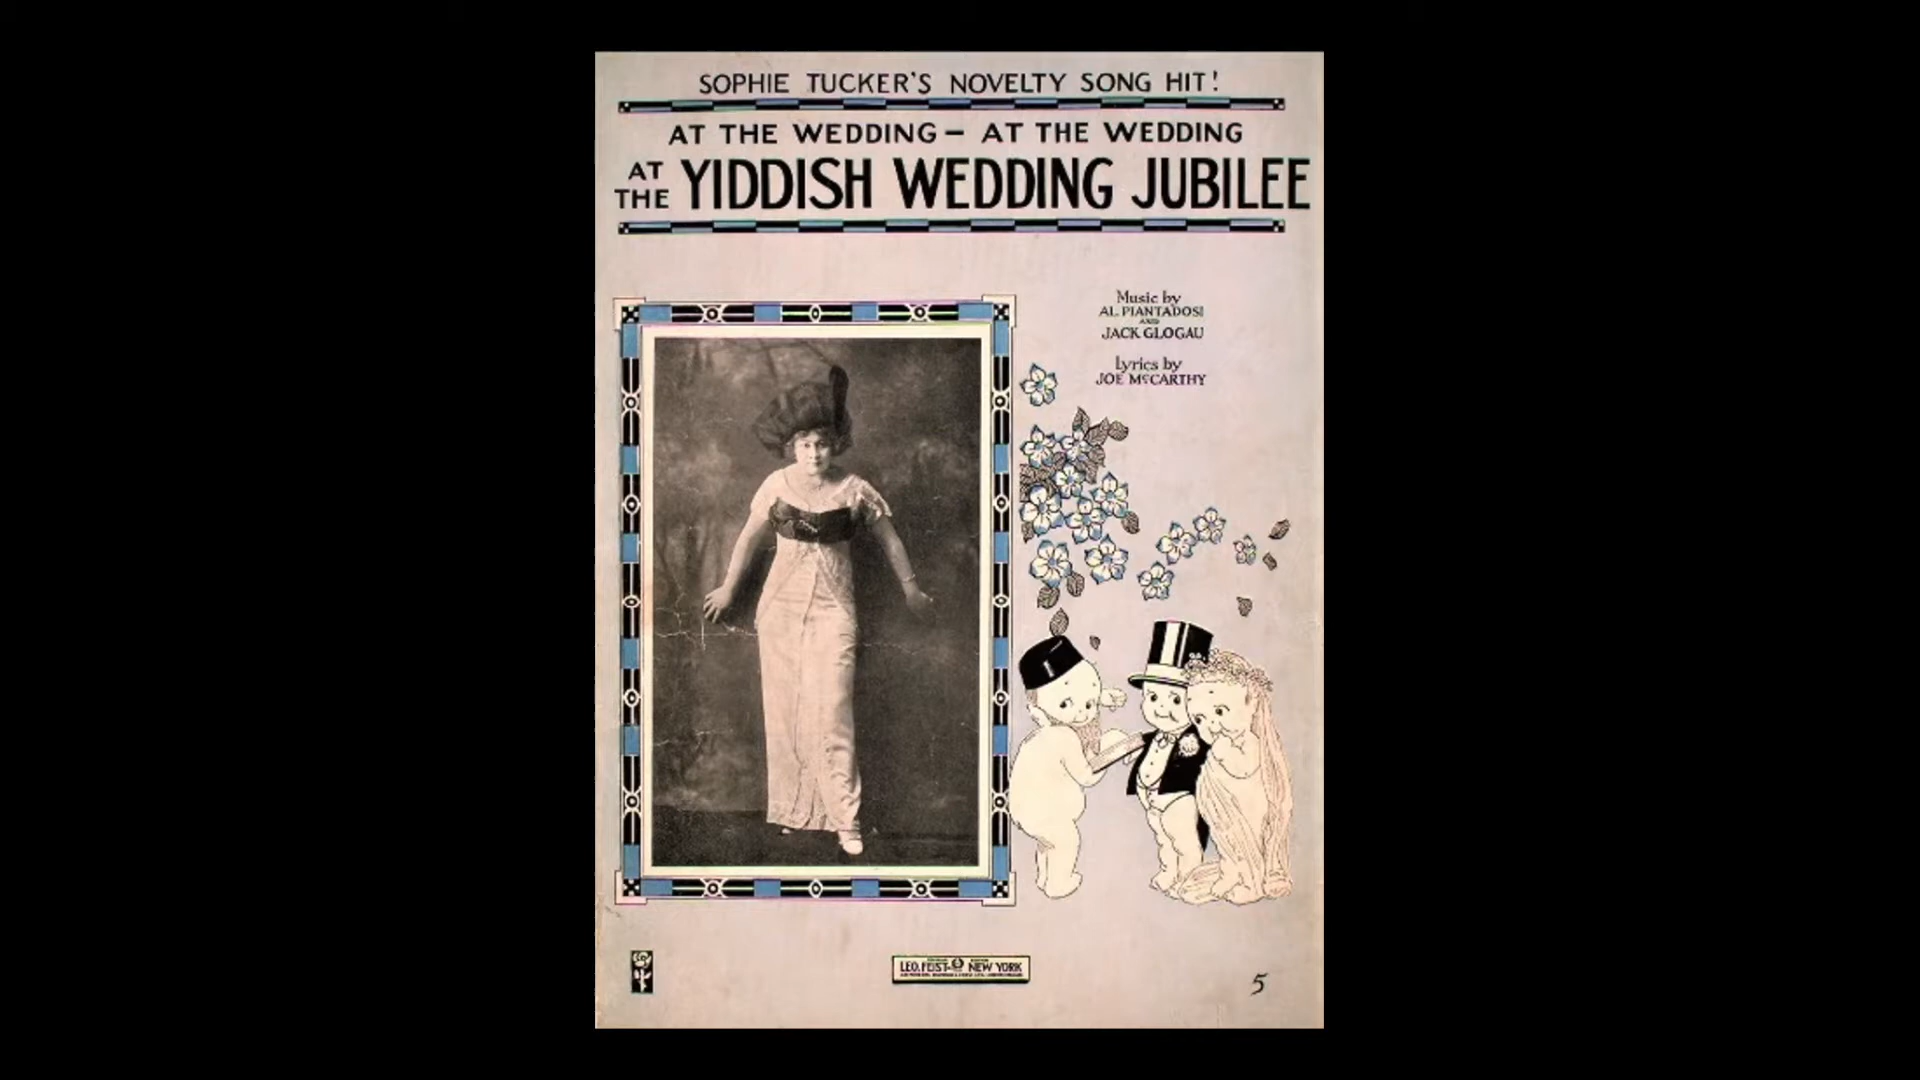 SOPHIE TUCKER'S NOVELTY SONG HIT!
AT THE WEDDING — AT THE WEDDING
AT THE YIDDISH WEDDING JUBILEE
Music by
AL. PIANTADOSI
AND
JACK GLOGAU
Lyrics by
JOE McCARTHY
LEO. FEIST NEW YORK
5